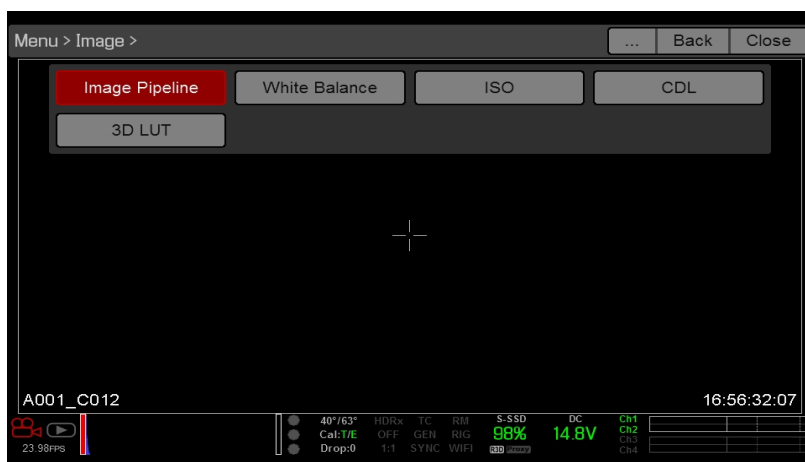 Menu > Image >
... Back Close
Image Pipeline White Balance ISO CDL
3D LUT
A001_C012 16:56:32:07
40°/63° HDRx TC RM S-SSD DC Ch1
Cal:T/E OFF GEN RIG 98% 14.8V Ch2
23.98FPS Drop:0 1:1 SYNC WIFI R3D Proxy Ch3
Ch4